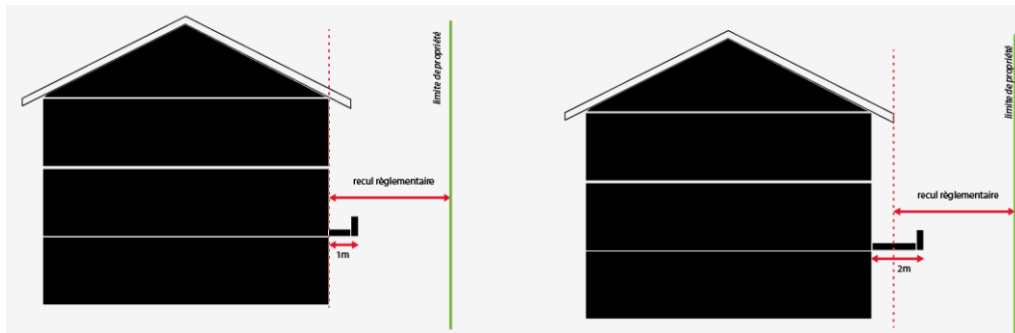 limite de propriété
recul règlementaire
1m
limite de propriété
recul règlementaire
2m